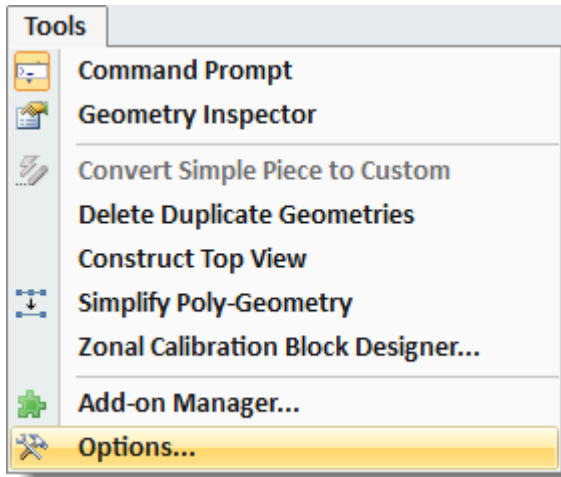 Tools
Command Prompt
Geometry Inspector
Convert Simple Piece to Custom
Delete Duplicate Geometries
Construct Top View
Simplify Poly-Geometry
Zonal Calibration Block Designer...
Add-on Manager...
Options...